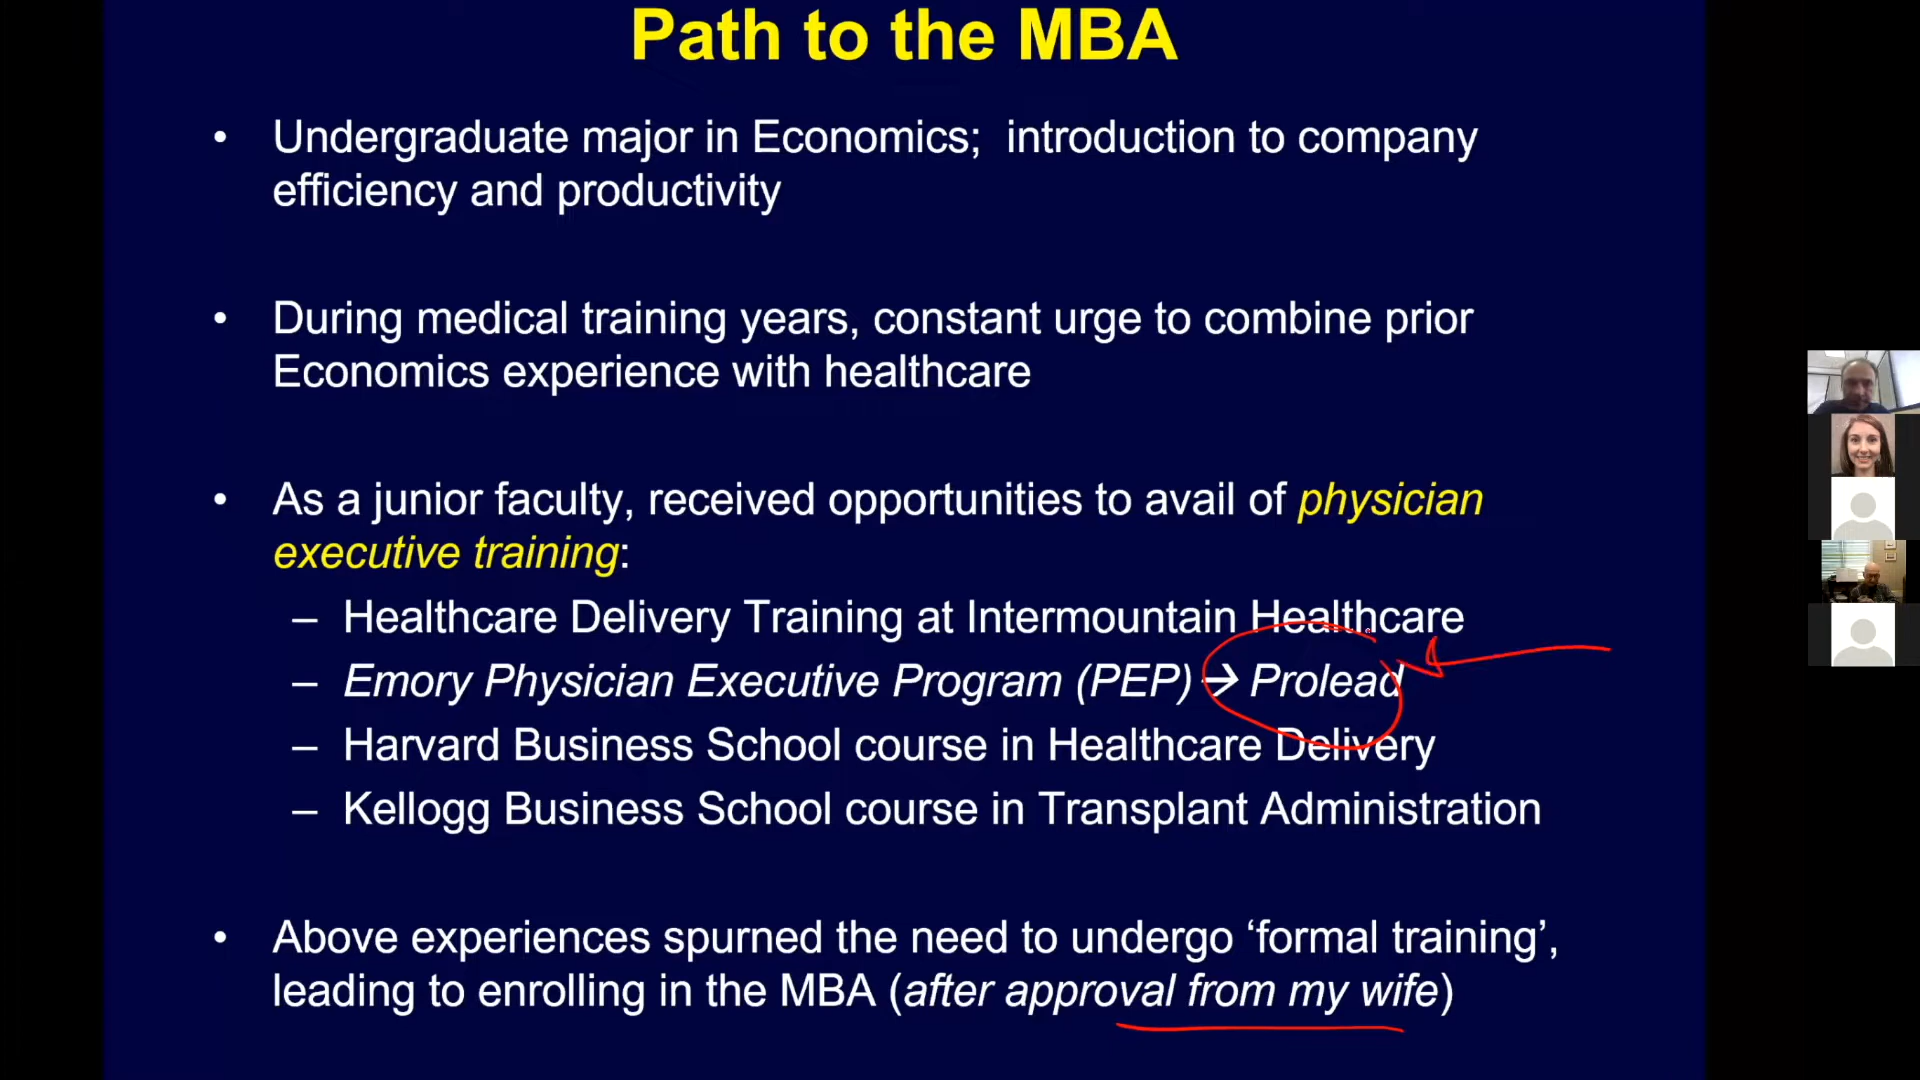 Path to the MBA
• Undergraduate major in Economics;  introduction to company
efficiency and productivity
• During medical training years, constant urge to combine prior
Economics experience with healthcare
• As a junior faculty, received opportunities to avail of physician
executive training:
– Healthcare Delivery Training at Intermountain Healthcare
– Emory Physician Executive Program (PEP) → Prolead
– Harvard Business School course in Healthcare Delivery
– Kellogg Business School course in Transplant Administration
• Above experiences spurned the need to undergo ‘formal training’,
leading to enrolling in the MBA (after approval from my wife)